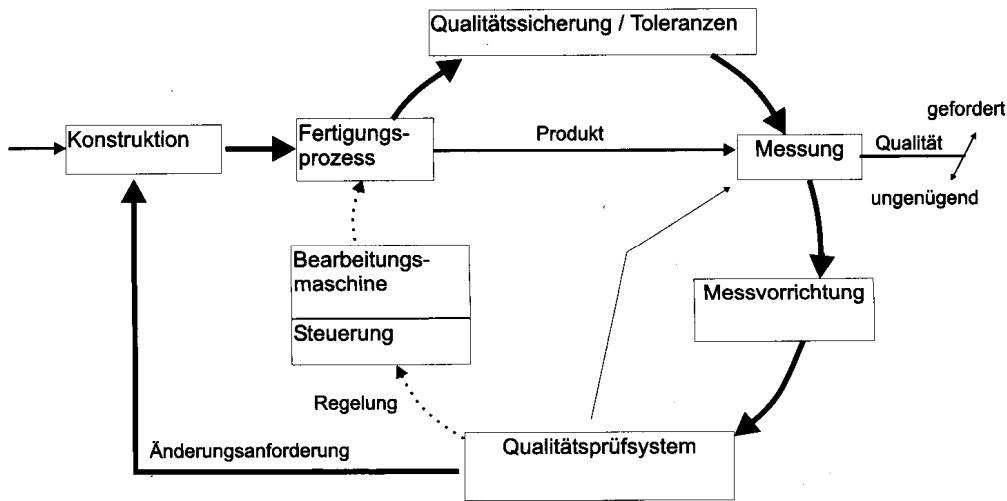 Qualitätssicherung / Toleranzen
gefordert
Konstruktion
Fertigungs-
prozess
Produkt
Messung
Qualität
ungenügend
Bearbeitungs-
maschine
Messvorrichtung
Steuerung
Regelung
Änderungsanforderung
Qualitätsprüfsystem